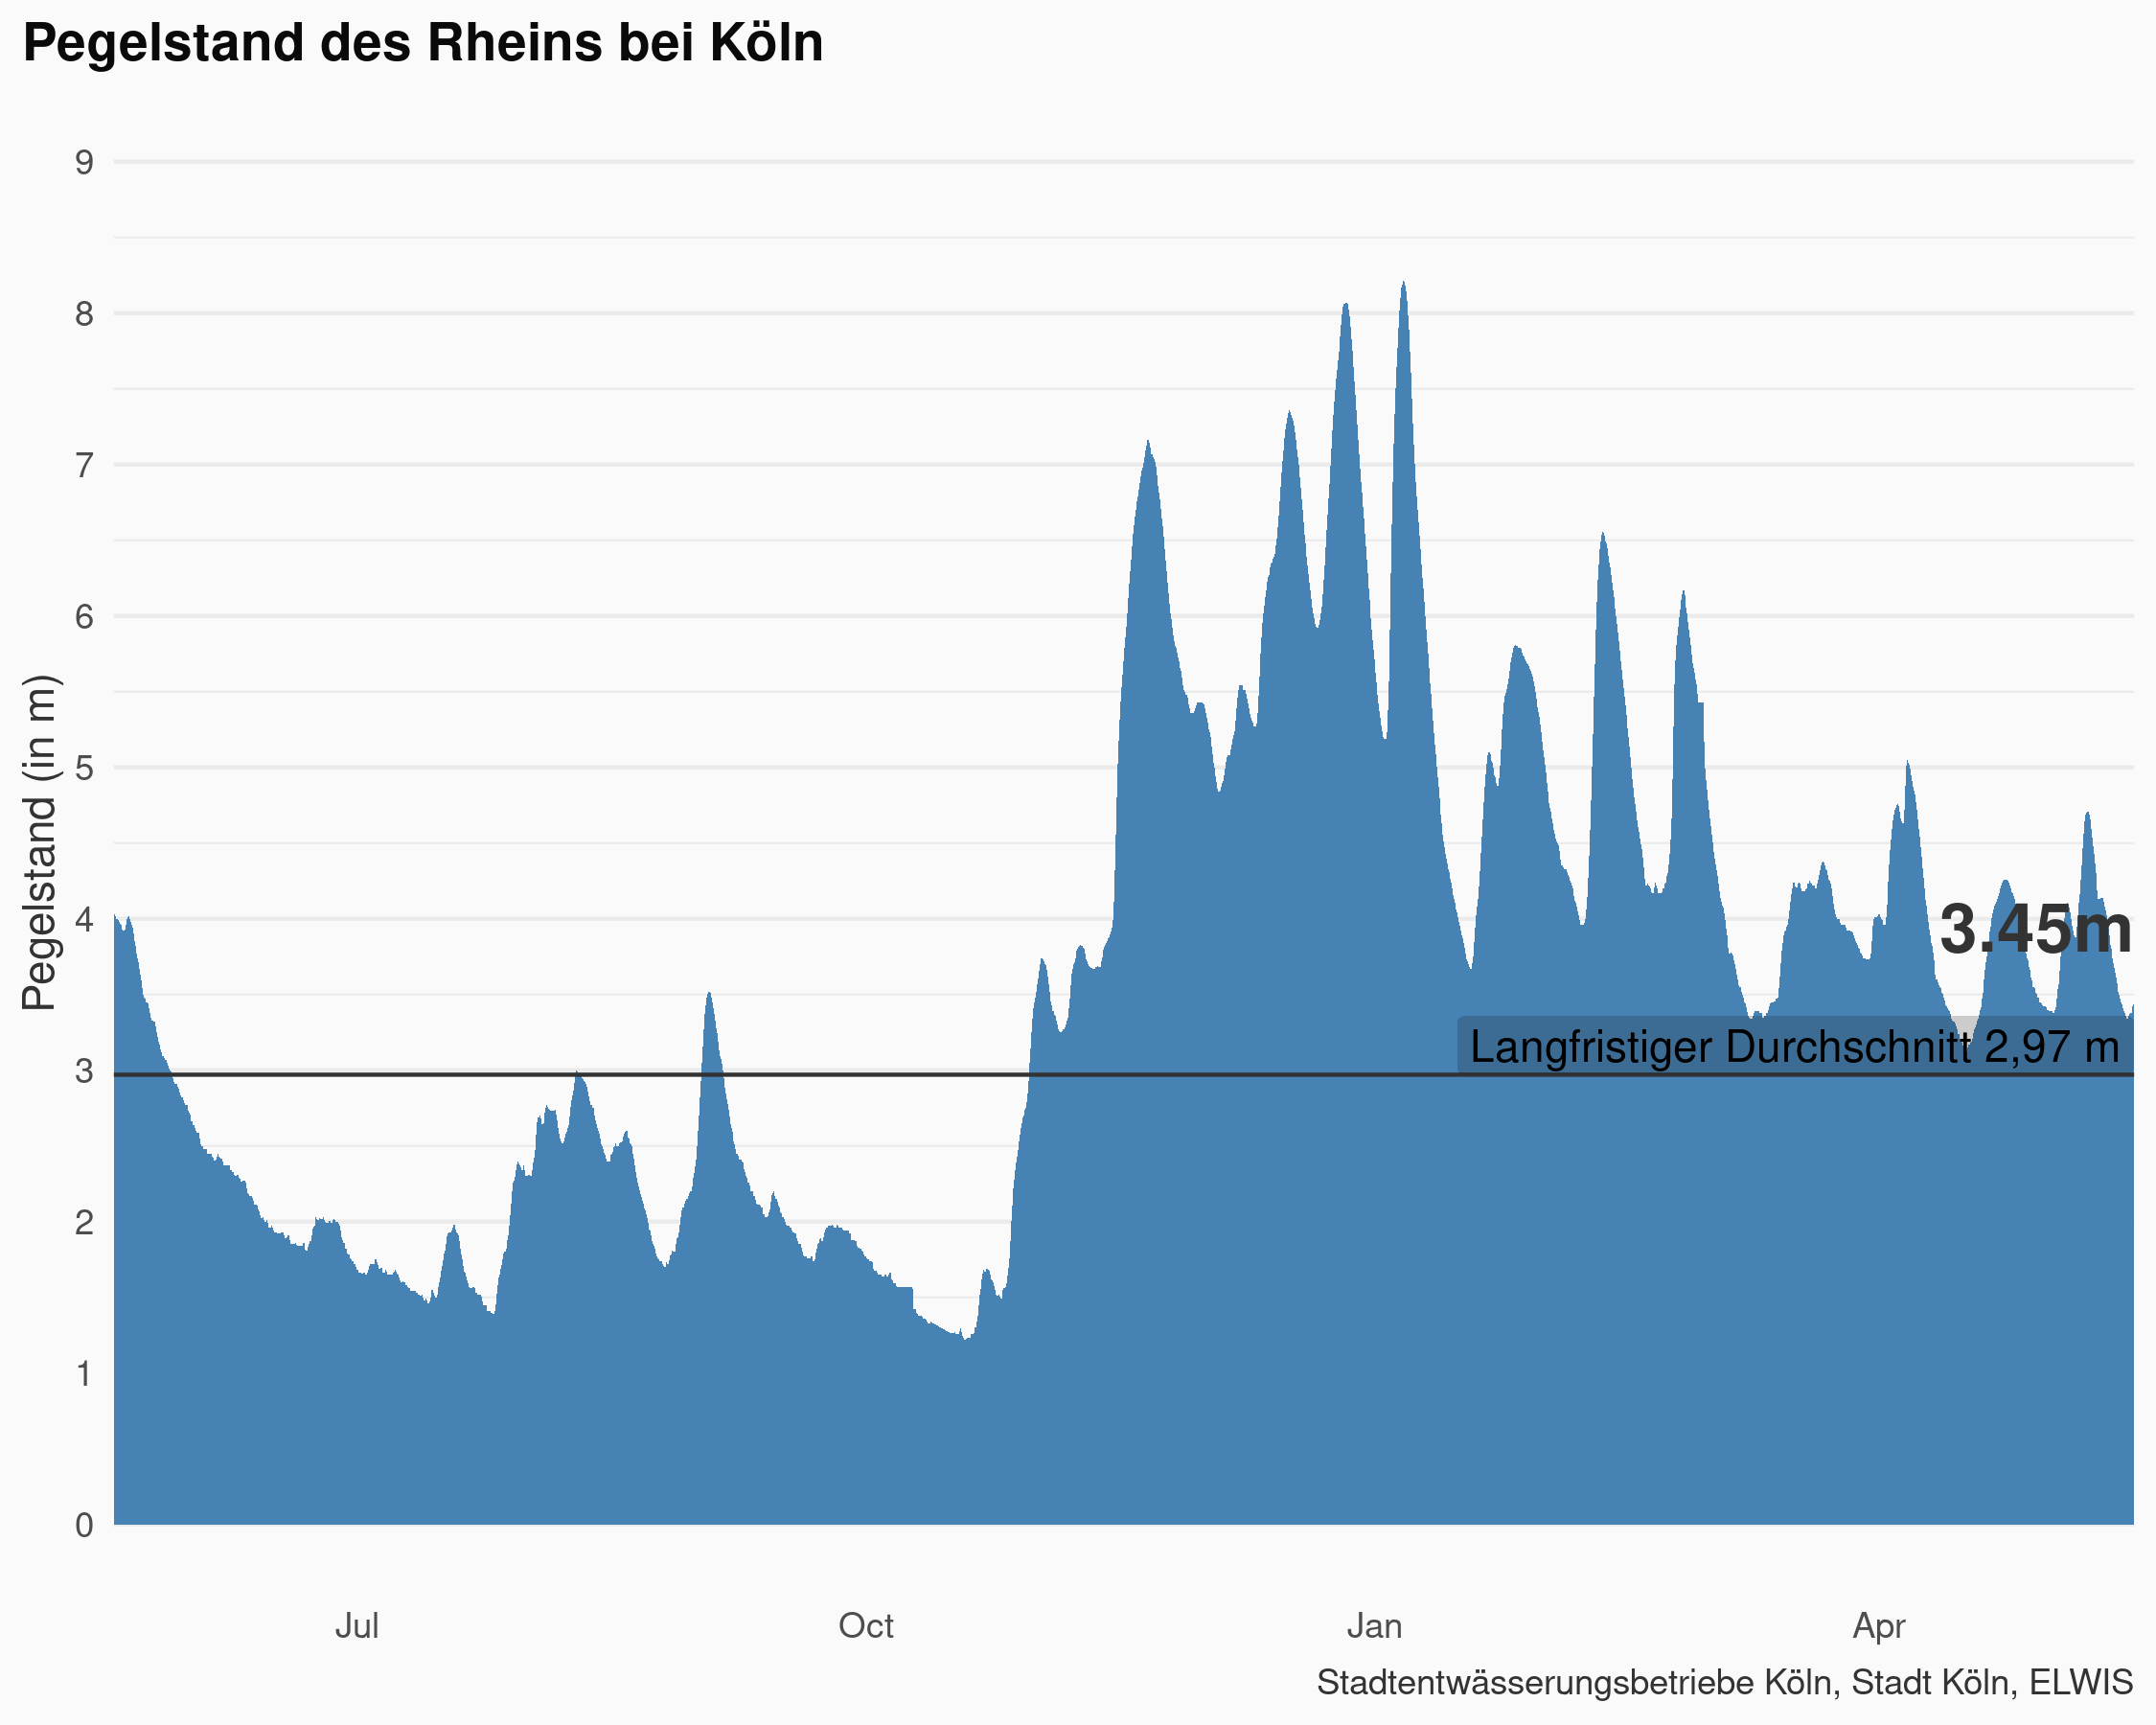 Pegelstand des Rheins bei Köln
Pegelstand (in m)
9
8
7
6
5
4
3
2
1
0
3.45m
Langfristiger Durchschnitt 2,97 m
Jul
Oct
Jan
Apr
Stadtentwässerungsbetriebe Köln, Stadt Köln, ELWIS